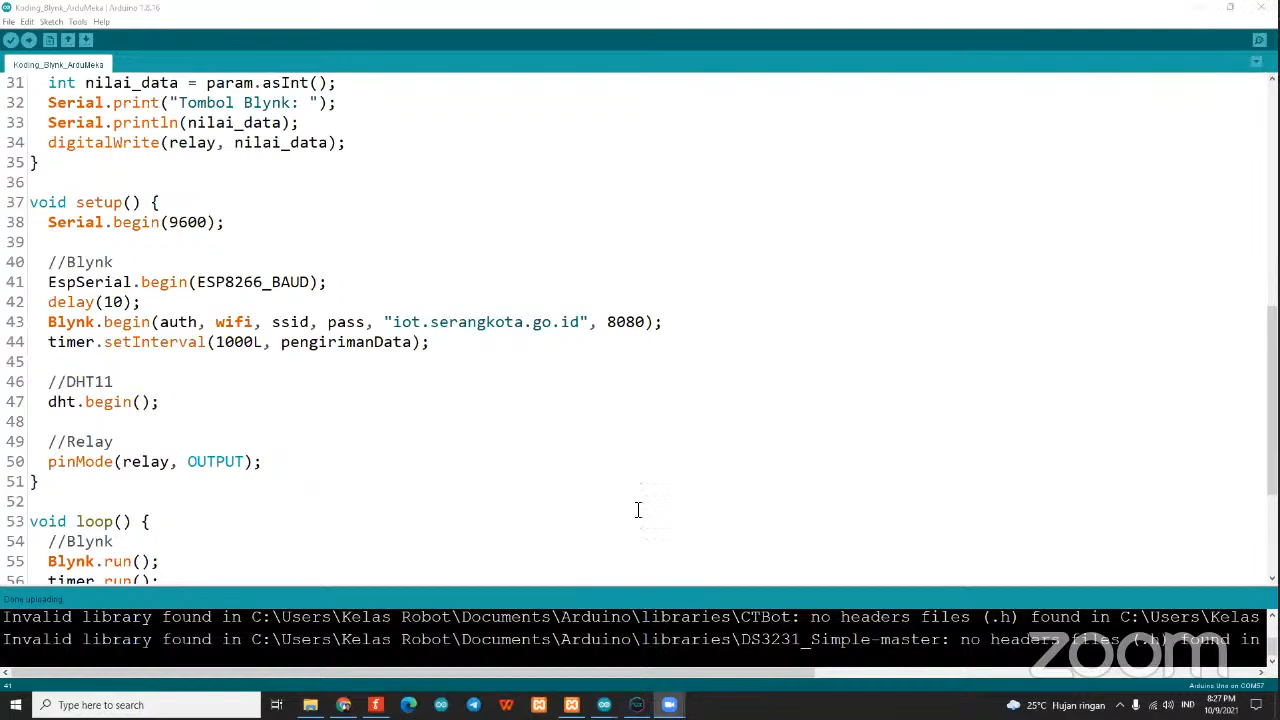 Koding_Blynk_ArduMeka | Arduino 1.8.16
File Edit Sketch Tools Help
Koding_Blynk_ArduMeka
31 int nilai_data = param.asInt();
32 Serial.print("Tombol Blynk: ");
33 Serial.println(nilai_data);
34 digitalWrite(relay, nilai_data);
35 }
36
37 void setup() {
38 Serial.begin(9600);
39
40 //Blynk
41 EspSerial.begin(ESP8266_BAUD);
42 delay(10);
43 Blynk.begin(auth, wifi, ssid, pass, "iot.serangkota.go.id", 8080);
44 timer.setInterval(1000L, pengirimanData);
45
46 //DHT11
47 dht.begin();
48
49 //Relay
50 pinMode(relay, OUTPUT);
51 }
52
53 void loop() {
54 //Blynk
55 Blynk.run();
56 timer.run();
Done uploading.
Invalid library found in C:\Users\Kelas Robot\Documents\Arduino\libraries\CTBot: no headers files (.h) found in C:\Users\Kelas
Invalid library found in C:\Users\Kelas Robot\Documents\Arduino\libraries\DS3231_Simple-master: no headers files (.h) found in
zoom
41 Arduino Uno on COM57
Type here to search
25°C Hujan ringan
IND
8:27 PM
10/9/2021